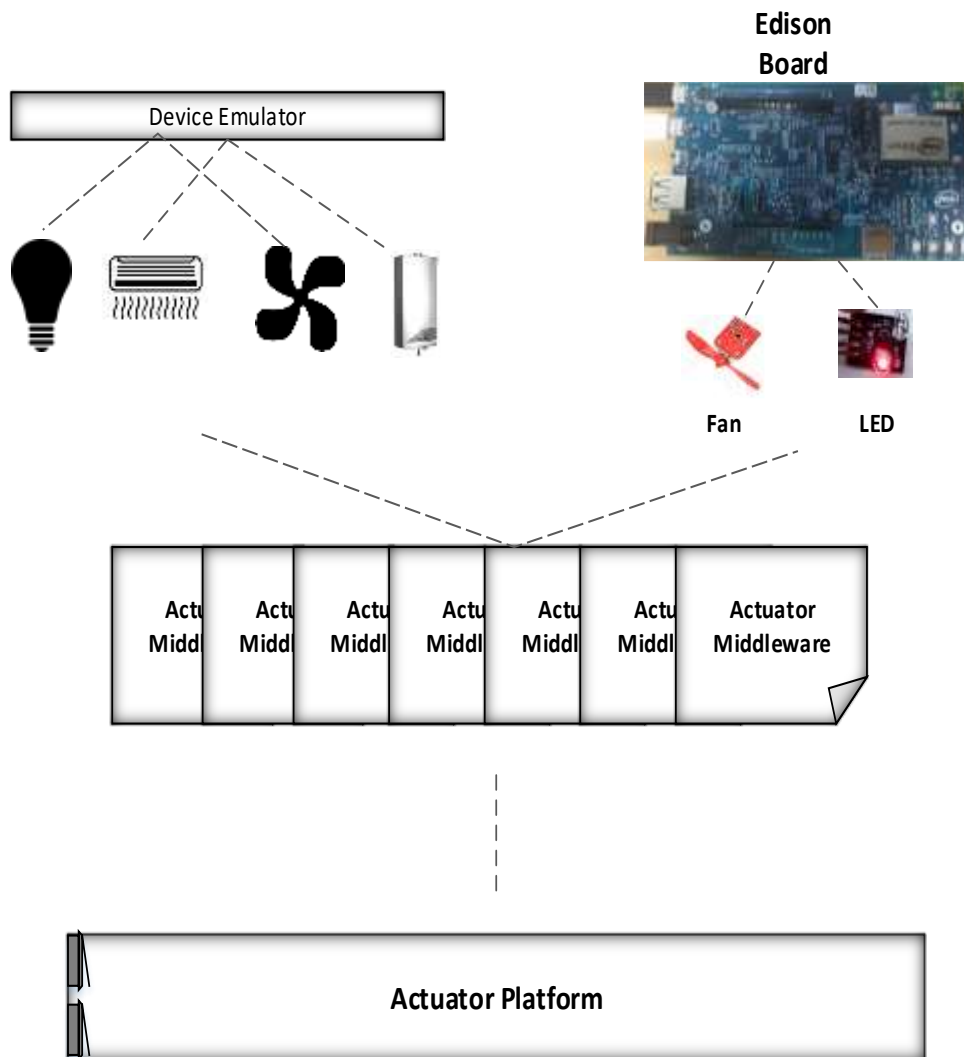 Edison
Board
Device Emulator
Fan
LED
Actu Actu Actu Actu Actu Actu Actuator
Middl Middl Middl Middl Middl Middl Middleware
Actuator Platform